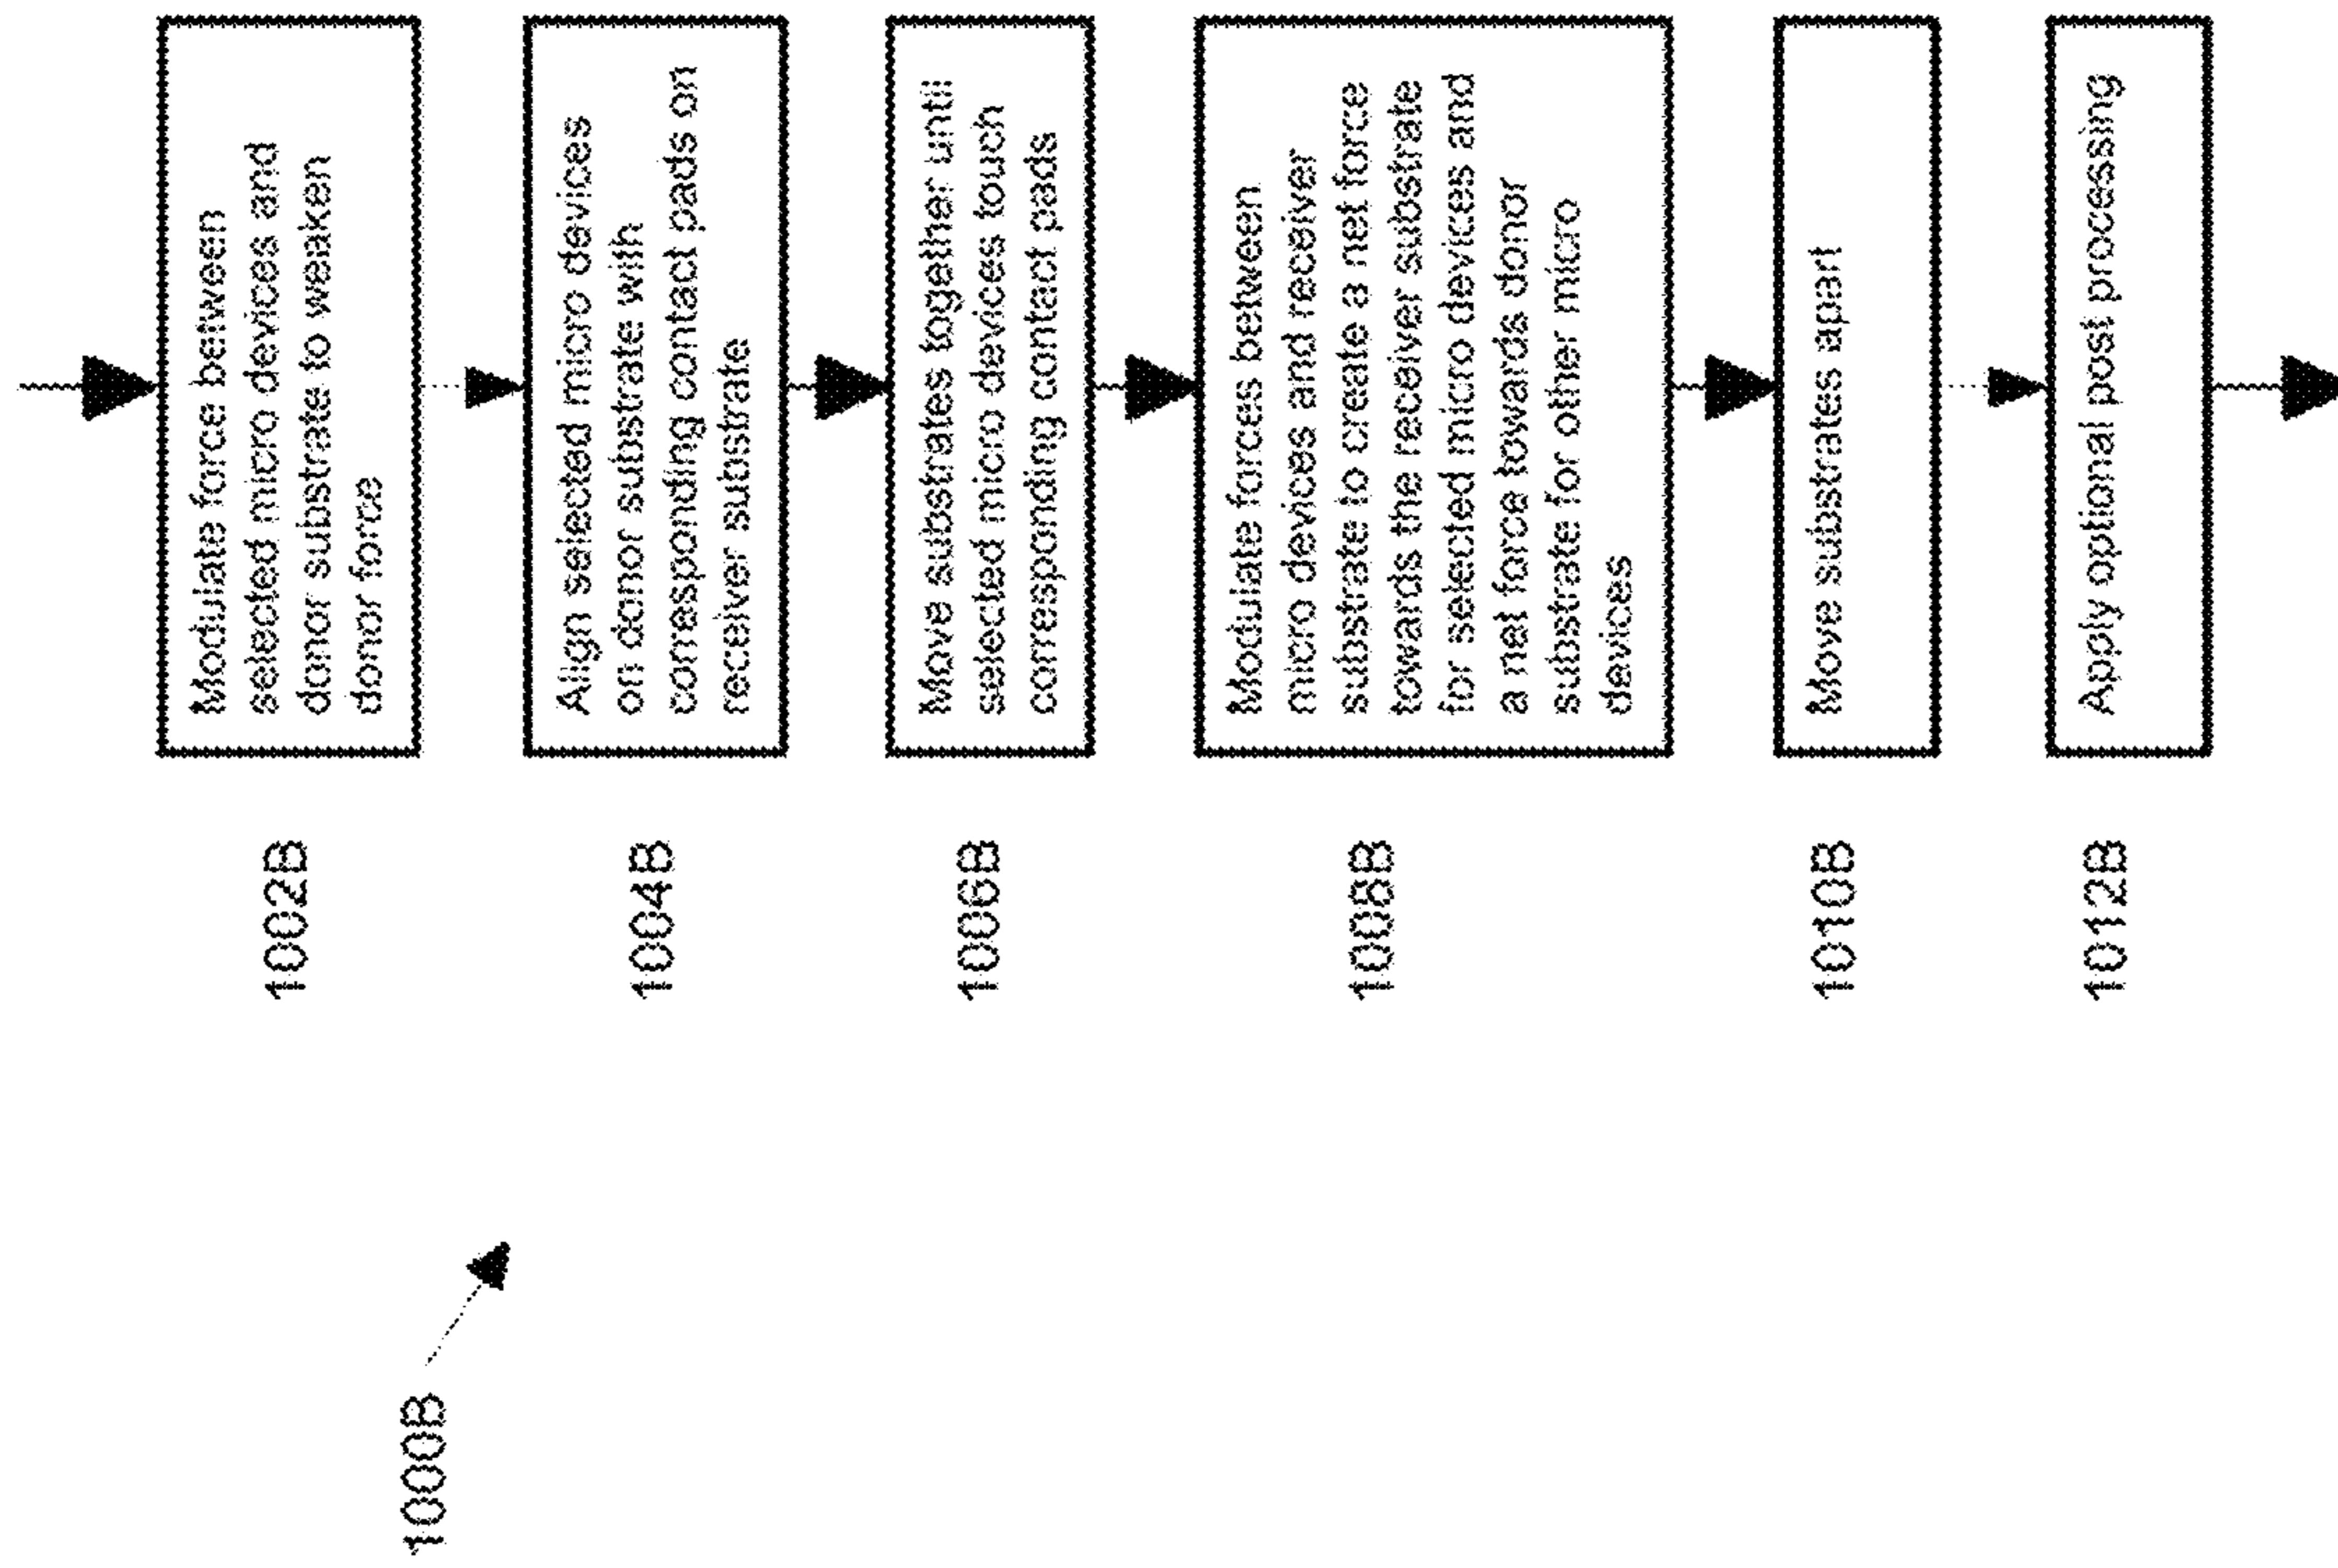 1000B
1002B
Modulate force between
selected micro devices and
donor substrate to weaken
donor force
1004B
Align selected micro devices
on donor substrate with
corresponding contact pads on
receiver substrate
1006B
Move substrates together until
selected micro devices touch
corresponding contact pads
1008B
Modulate forces between
micro devices and receiver
substrate to create a net force
towards the receiver substrate
for selected micro devices and
a net force towards donor
substrate for other micro
devices
1010B
Move substrates apart
1012B
Apply optional post processing